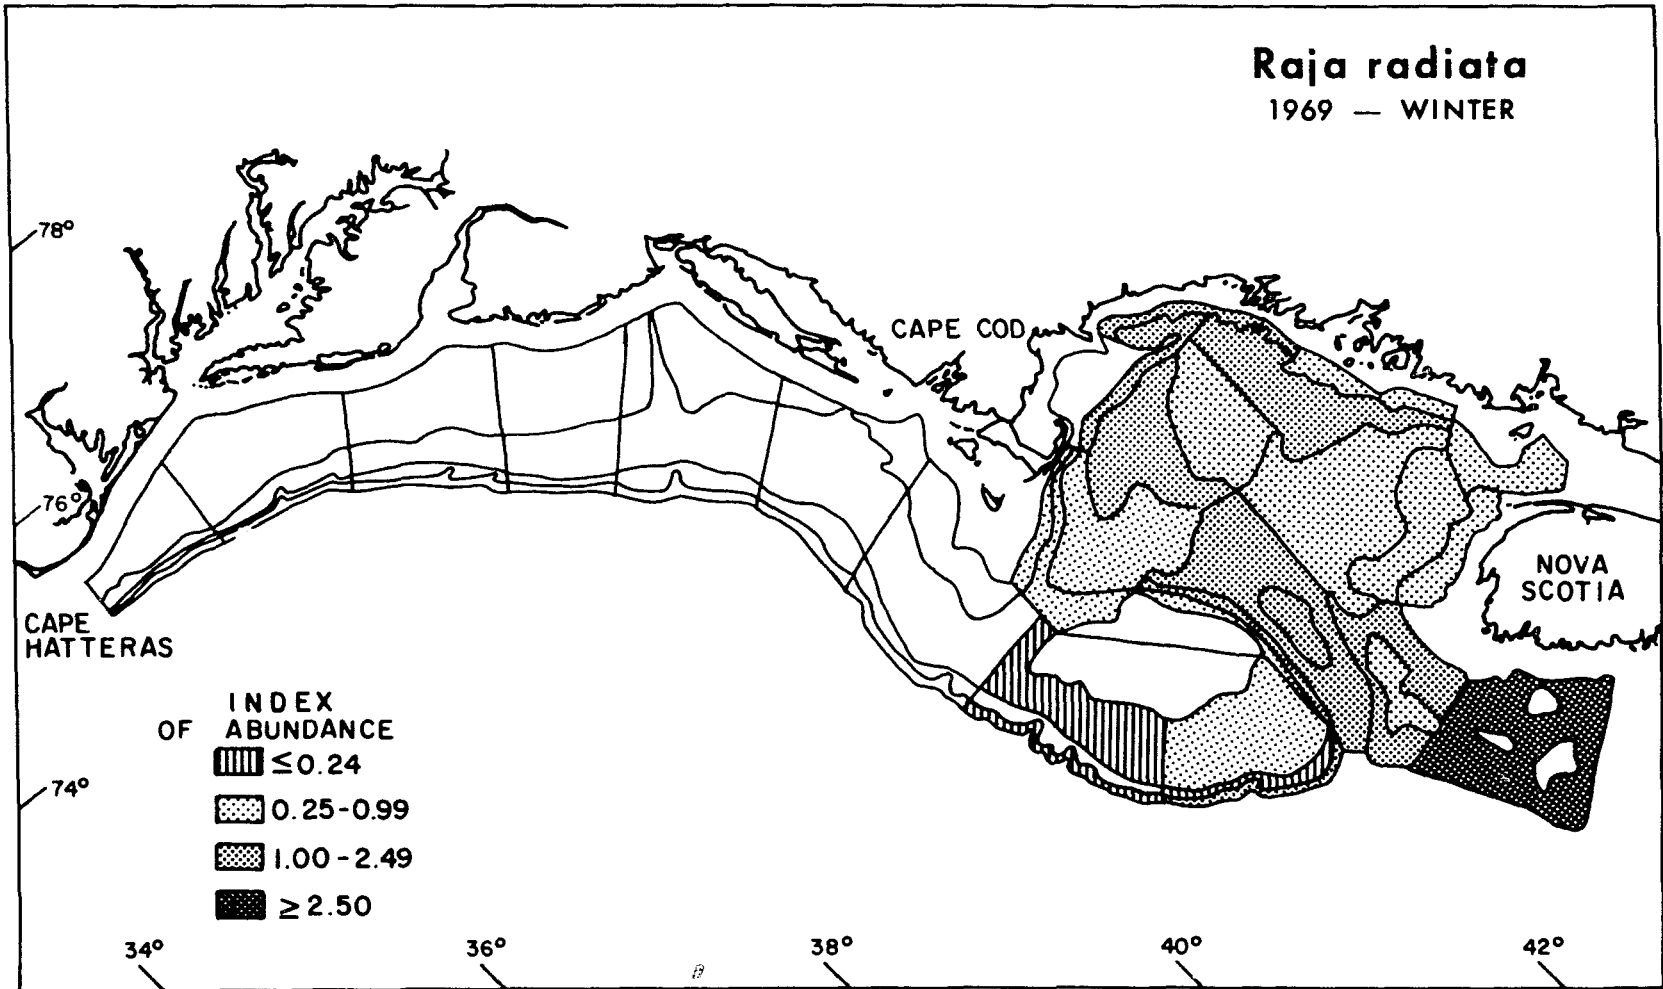 Raja radiata
1969 — WINTER
78°
CAPE COD
76°
NOVA
SCOTIA
CAPE
HATTERAS
INDEX
OF ABUNDANCE
≤0.24
0.25-0.99
1.00-2.49
≥2.50
74°
34°
36°
38°
40°
42°